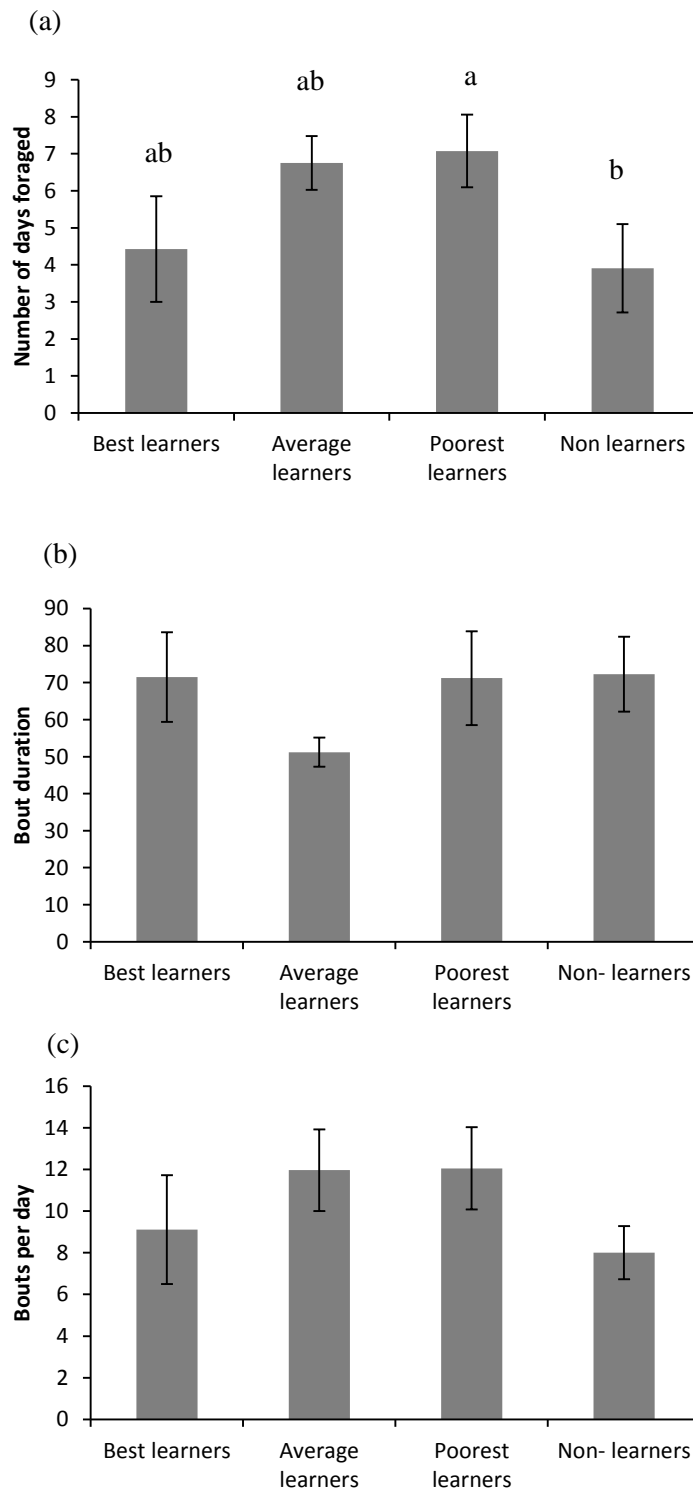 (a)
Number of days foraged
9
8
7
6
5
4
3
2
1
0
ab
ab
a
b
Best learners
Average
learners
Poorest
learners
Non learners
(b)
Bout duration
90
80
70
60
50
40
30
20
10
0
Best learners
Average
learners
Poorest
learners
Non- learners
(c)
Bouts per day
16
14
12
10
8
6
4
2
0
Best learners
Average
learners
Poorest
learners
Non- learners